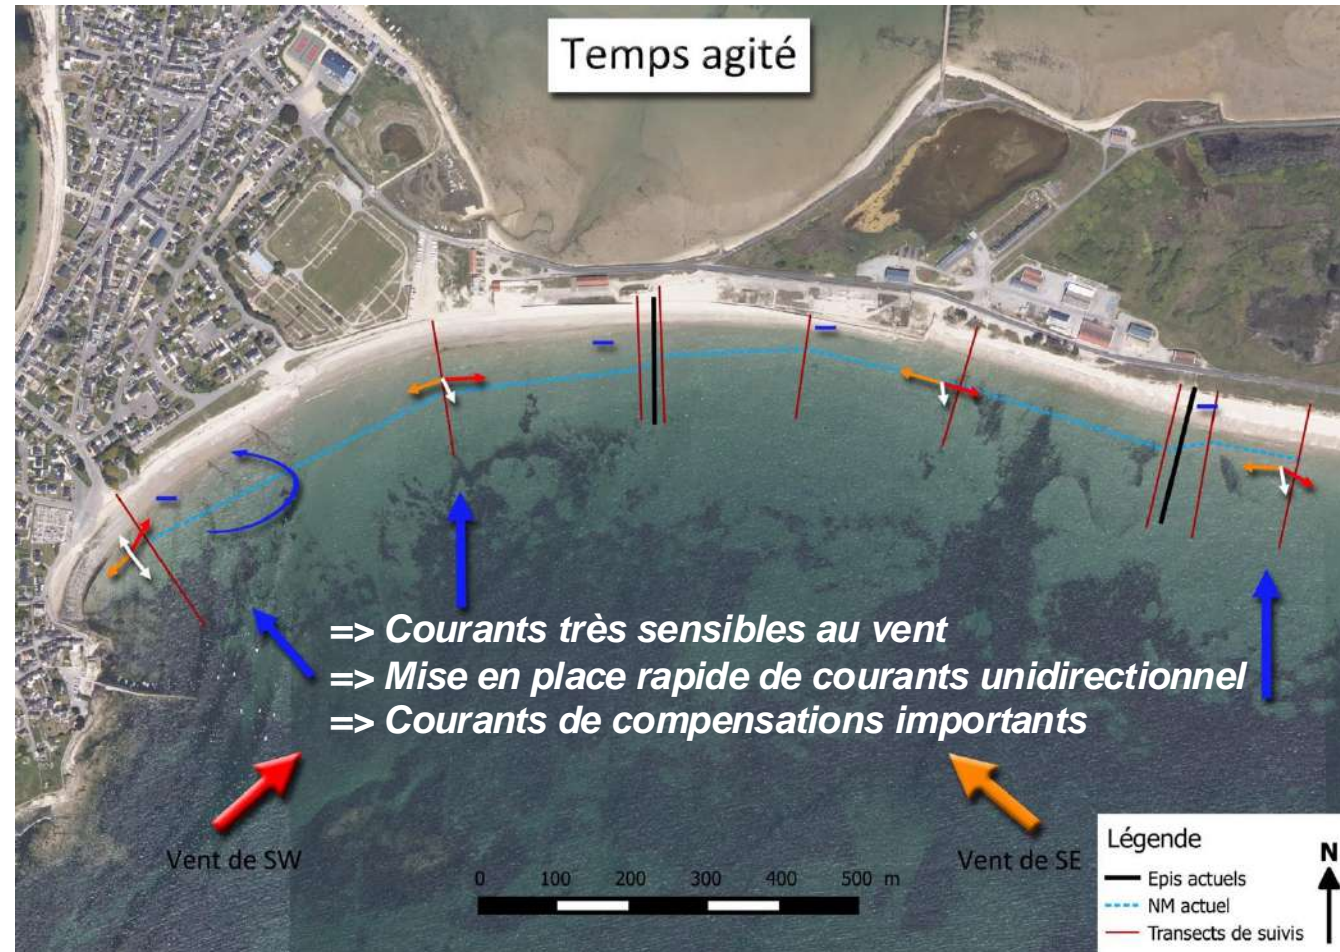 Temps agité
=> Courants très sensibles au vent
=> Mise en place rapide de courants unidirectionnel
=> Courants de compensations importants
Vent de SW
Vent de SE
0 100 200 300 400 500 m
Légende
Epis actuels
NM actuel
Transects de suivis
N